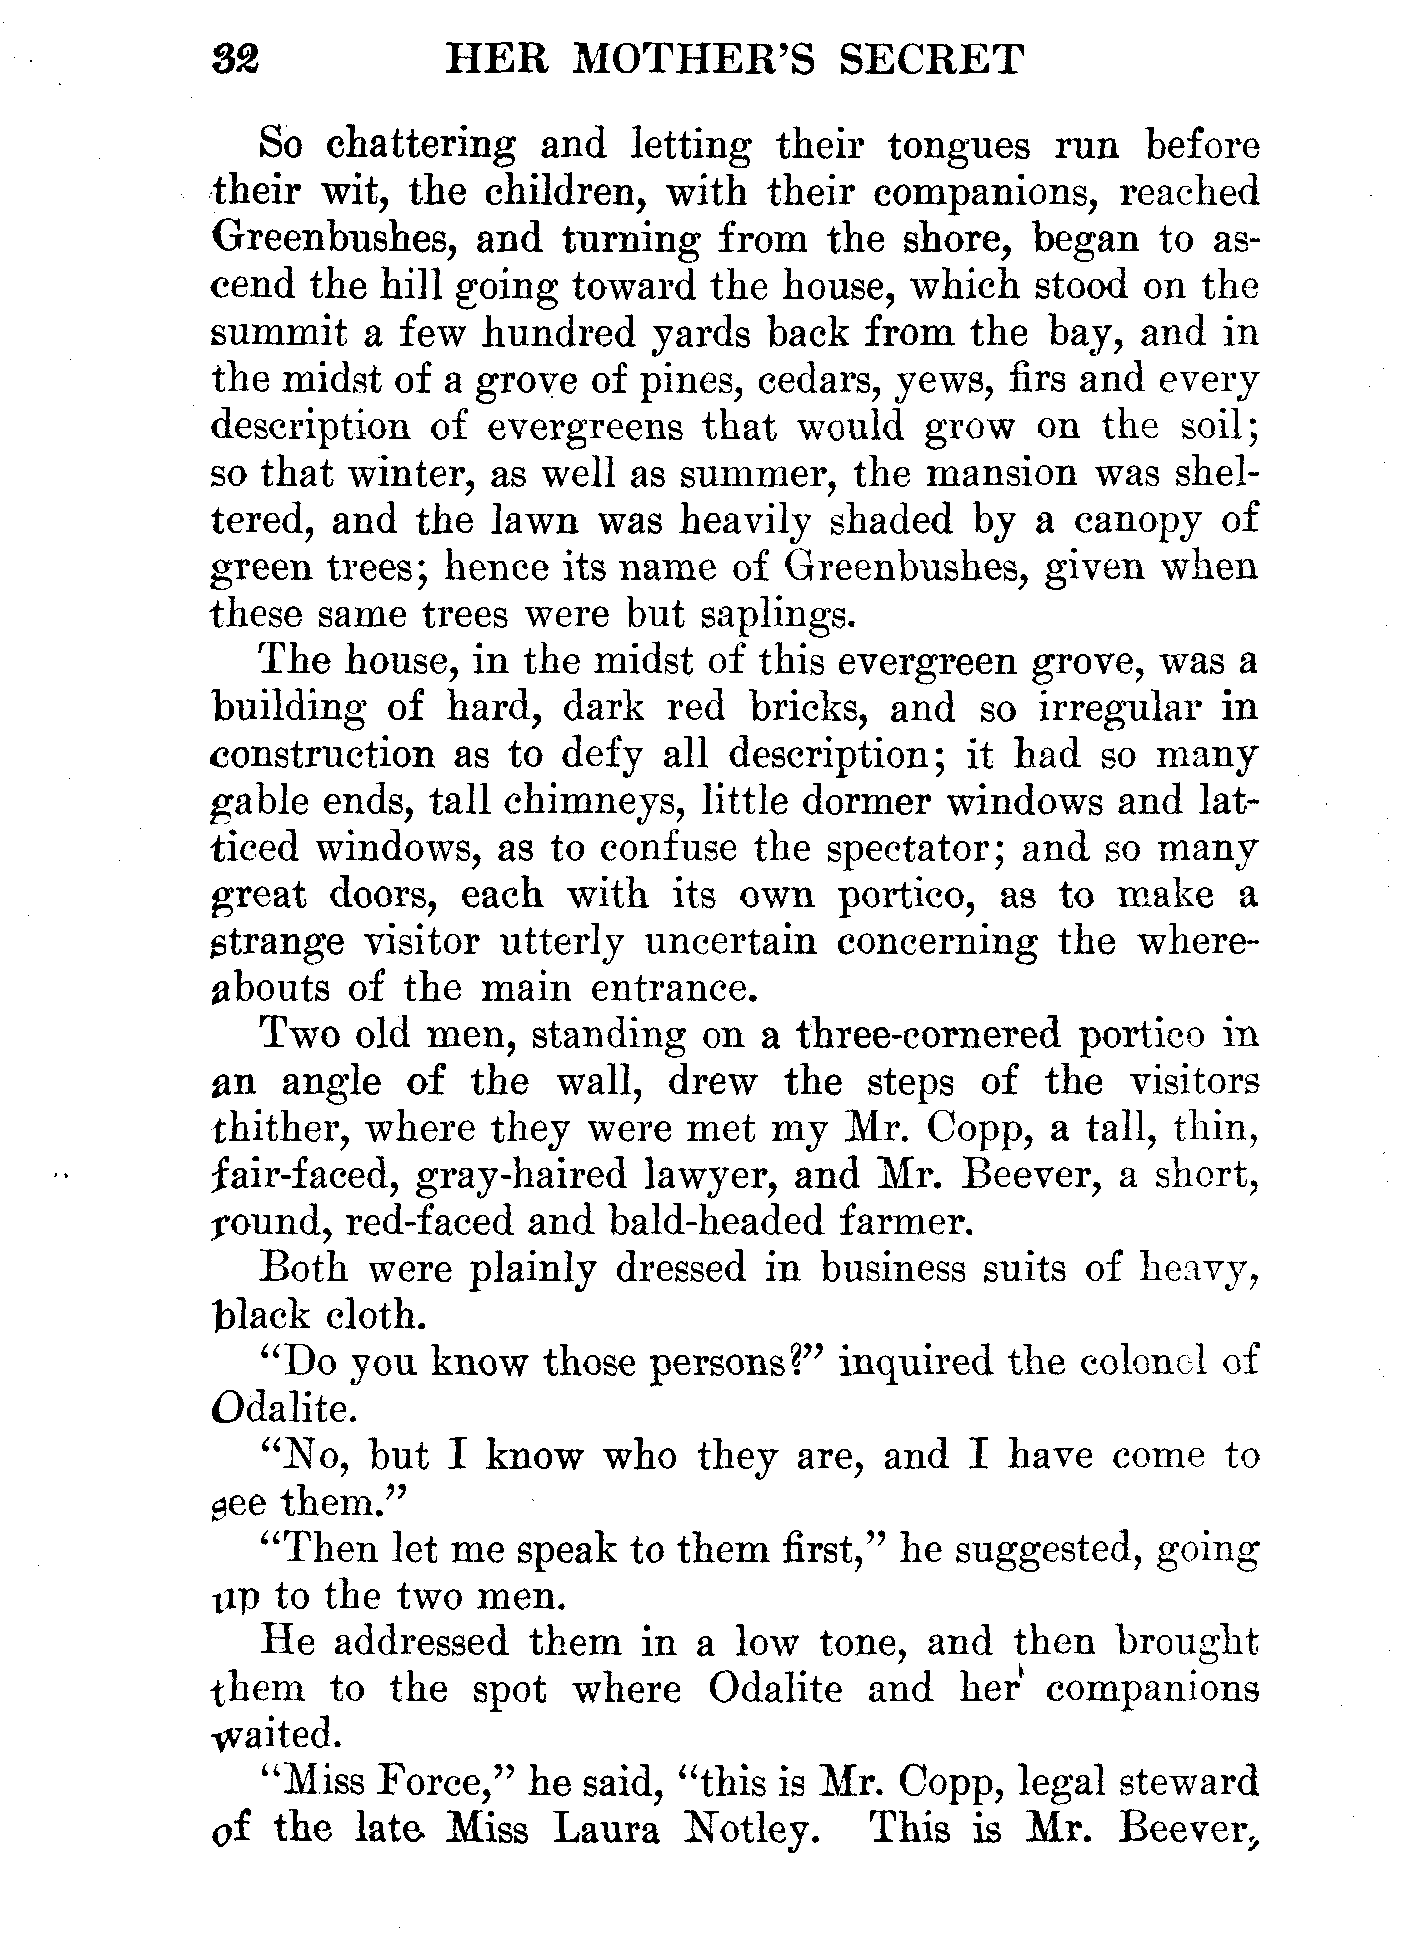 32 HER MOTHER'S SECRET
So chattering and letting their tongues run before
their wit, the children, with their companions, reached
Greenbushes, and turning from the shore, began to as-
cend the hill going toward the house, which stood on the
summit a few hundred yards back from the bay, and in
the midst of a grove of pines, cedars, yews, firs and every
description of evergreens that would grow on the soil;
so that winter, as well as summer, the mansion was shel-
tered, and the lawn was heavily shaded by a canopy of
green trees; hence its name of Greenbushes, given when
these same trees were but saplings.
The house, in the midst of this evergreen grove, was a
building of hard, dark red bricks, and so irregular in
construction as to defy all description; it had so many
gable ends, tall chimneys, little dormer windows and lat-
ticed windows, as to confuse the spectator; and so many
great doors, each with its own portico, as to make a
strange visitor utterly uncertain concerning the where-
abouts of the main entrance.
Two old men, standing on a three-cornered portico in
an angle of the wall, drew the steps of the visitors
thither, where they were met my Mr. Copp, a tall, thin,
fair-faced, gray-haired lawyer, and Mr. Beever, a short,
round, red-faced and bald-headed farmer.
Both were plainly dressed in business suits of heavy,
black cloth.
"Do you know those persons?" inquired the colonel of
Odalite.
"No, but I know who they are, and I have come to
see them."
"Then let me speak to them first," he suggested, going
up to the two men.
He addressed them in a low tone, and then brought
them to the spot where Odalite and her companions
waited.
"Miss Force," he said, "this is Mr. Copp, legal steward
of the late Miss Laura Notley. This is Mr. Beever,